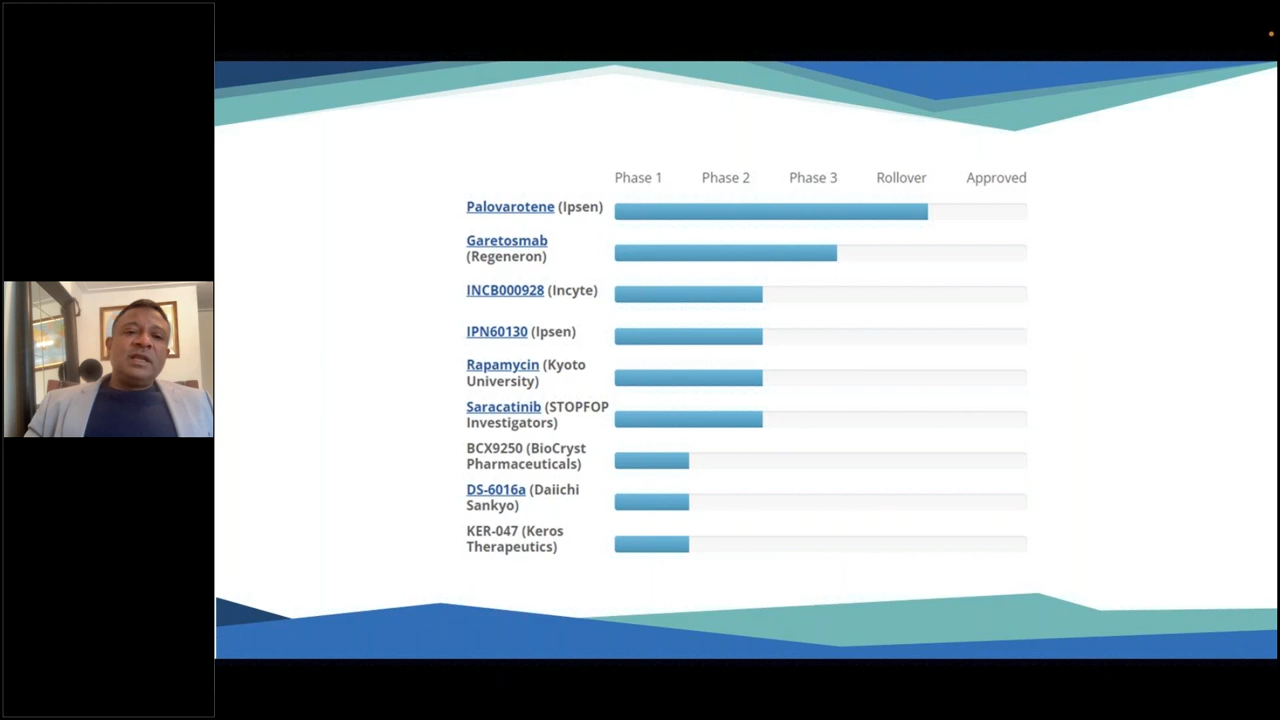 Phase 1 Phase 2 Phase 3 Rollover Approved
Palovarotene (Ipsen)
Garetosmab
(Regeneron)
INCB000928 (Incyte)
IPN60130 (Ipsen)
Rapamycin (Kyoto
University)
Saracatinib (STOPFOP
Investigators)
BCX9250 (BioCryst
Pharmaceuticals)
DS-6016a (Daiichi
Sankyo)
KER-047 (Keros
Therapeutics)